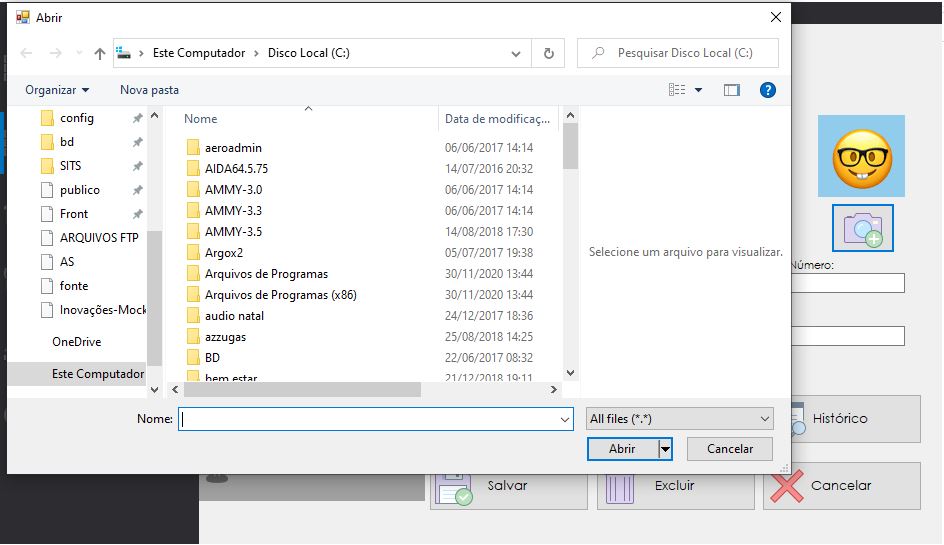 Abrir
Este Computador > Disco Local (C:)
Pesquisar Disco Local (C:)
Organizar
Nova pasta
config
bd
SITS
publico
Front
ARQUIVOS FTP
AS
fonte
Inovações-Mock
OneDrive
Este Computador
Nome
Data de modificaç...
aeroadmin 06/06/2017 14:14
AIDA64.5.75 14/07/2016 20:32
AMMY-3.0 06/06/2017 14:14
AMMY-3.3 06/06/2017 14:14
AMMY-3.5 14/08/2018 17:30
Argox2 05/07/2017 19:38
Arquivos de Programas 30/11/2020 13:44
Arquivos de Programas (x86) 30/11/2020 13:44
audio natal 24/12/2017 18:36
azzugas 25/08/2018 14:25
BD 22/06/2017 08:32
bem estar 21/12/2018 19:11
Selecione um arquivo para visualizar.
Número:
Nome:
All files (*.*)
Abrir
Cancelar
Histórico
Salvar
Excluir
Cancelar